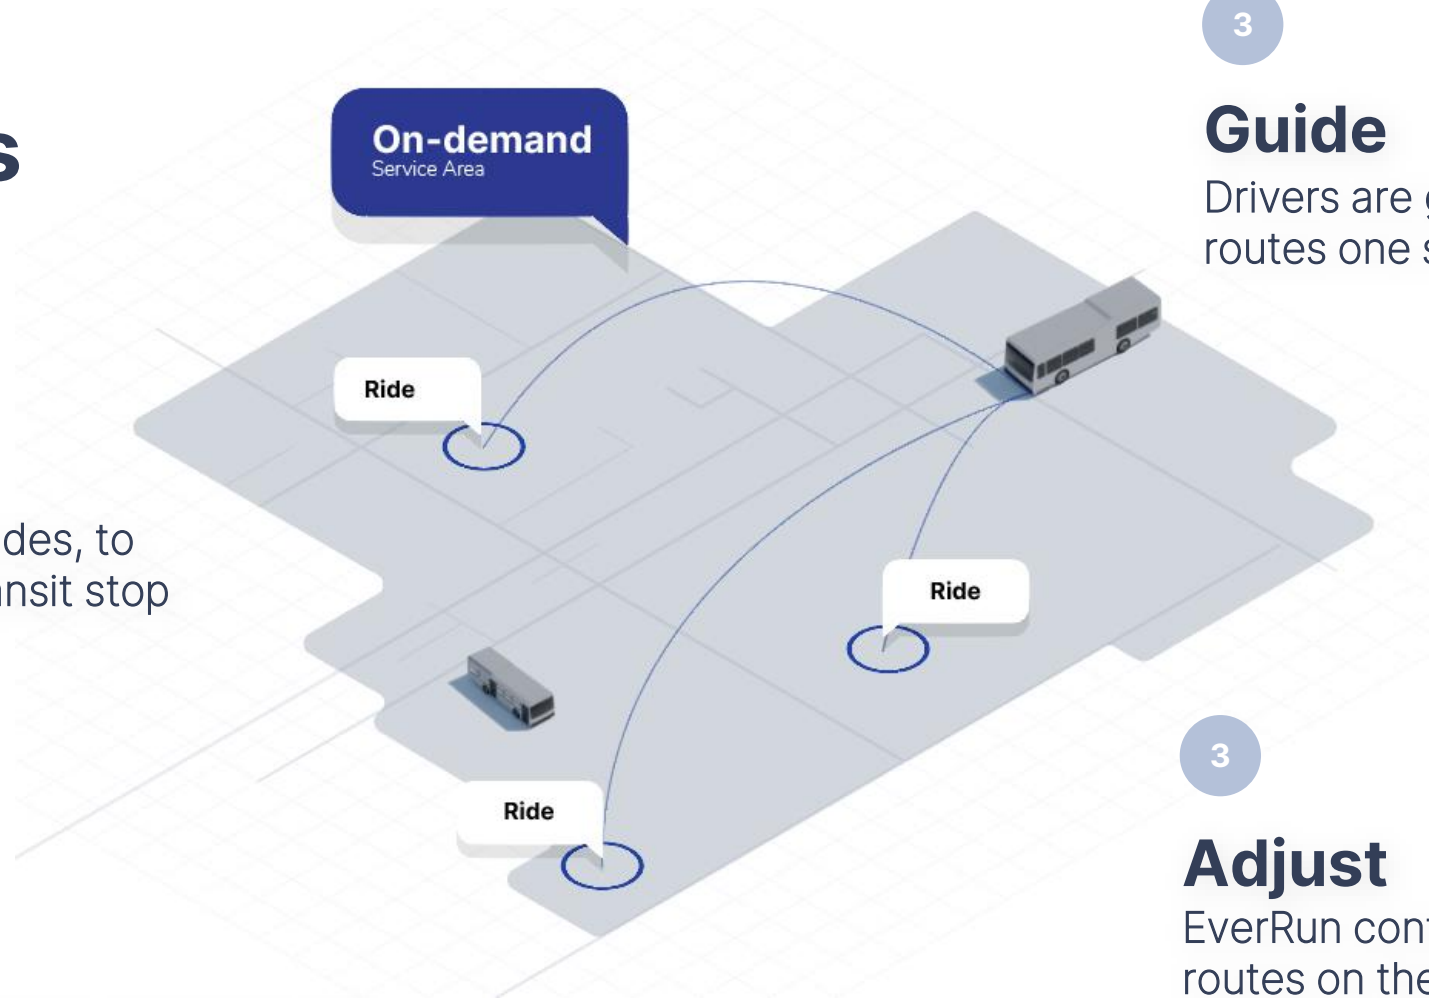 On-demand
Service Area
Ride
Ride
Ride
des, to
nsit stop
3
Guide
Drivers are
routes one
3
Adjust
EverRun
routes on the